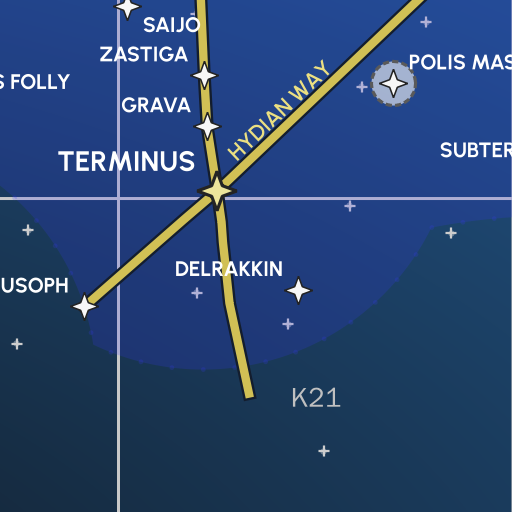 SAIJO
ZASTIGA
POLIS MAS
S FOLLY
GRAVA
HYDIAN WAY
SUBTER
TERMINUS
DELRAKKIN
USOPH
K21